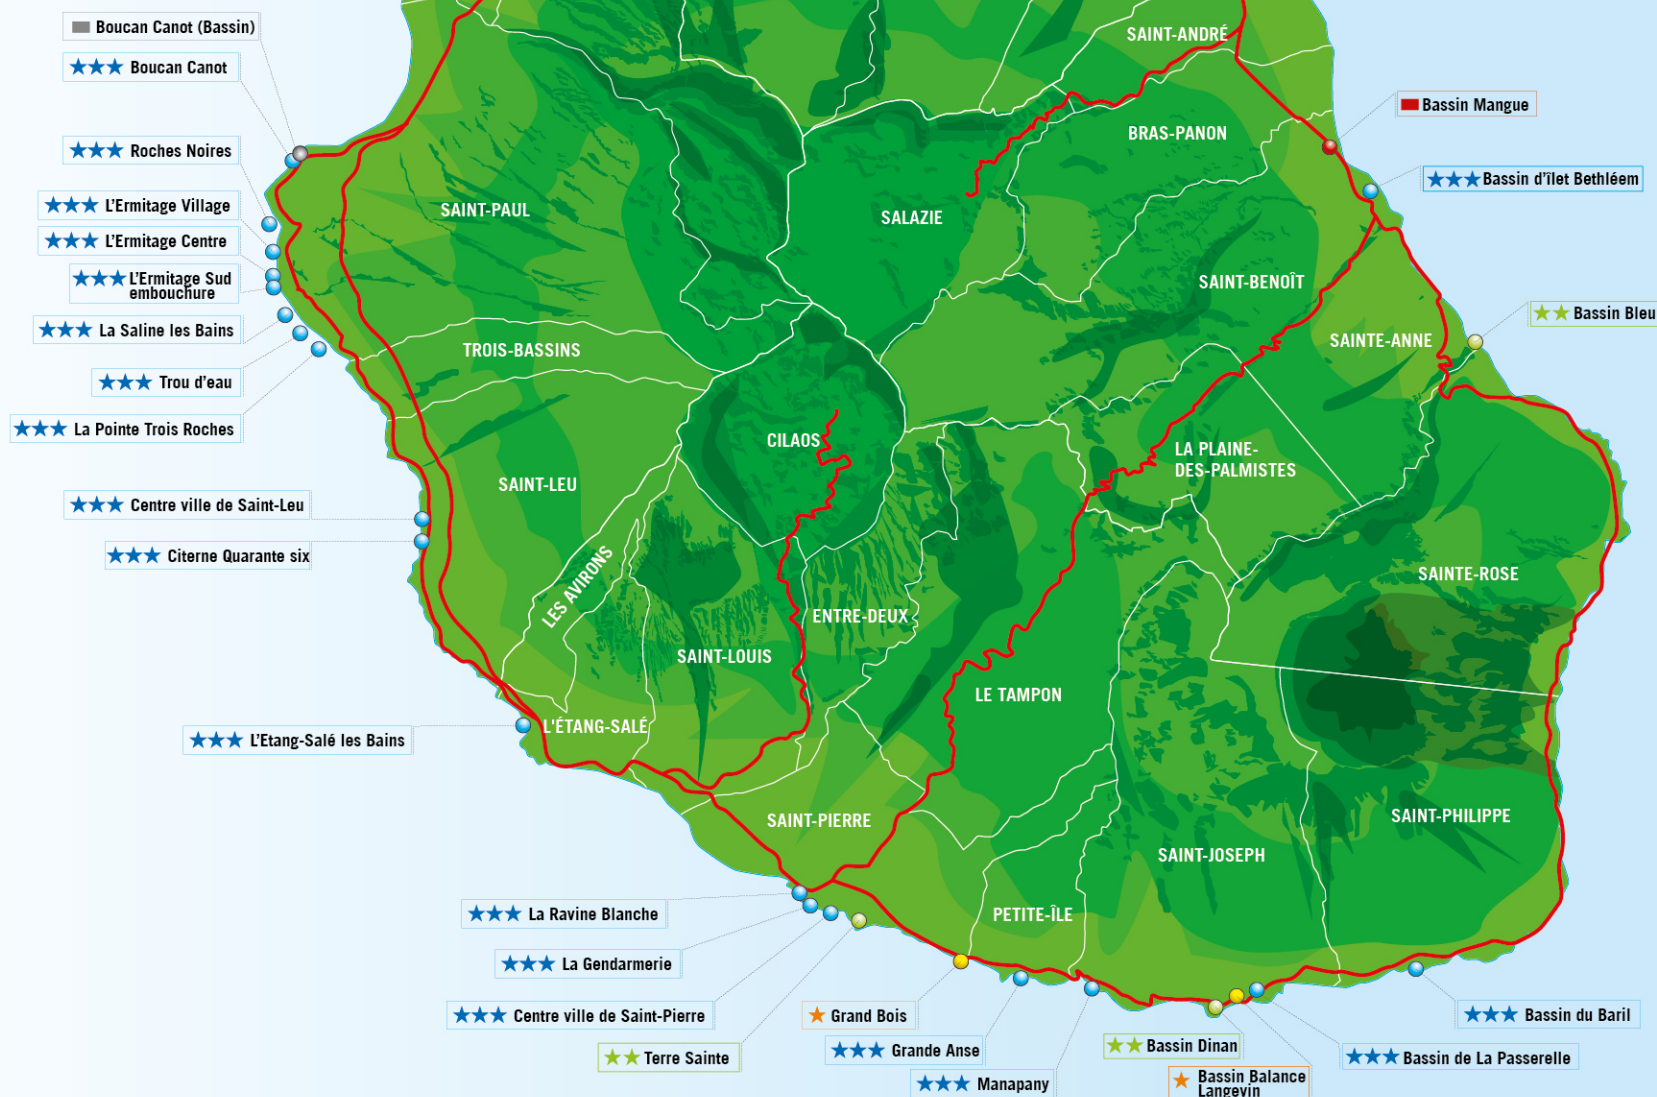 Boucan Canot (Bassin)
★★★ Boucan Canot
★★★ Roches Noires
★★★ L'Ermitage Village
★★★ L'Ermitage Centre
★★★ L'Ermitage Sud
embouchure
★★★ La Saline les Bains
★★★ Trou d'eau
★★★ La Pointe Trois Roches
★★★ Centre ville de Saint-Leu
★★★ Citerne Quarante six
★★★ L'Etang-Salé les Bains
★★★ La Ravine Blanche
★★★ La Gendarmerie
★★★ Centre ville de Saint-Pierre
★★ Terre Sainte
★ Grand Bois
★★★ Grande Anse
★★★ Manapany
★★ Bassin Dinan
★ Bassin Balance
Langevin
★★★ Bassin de La Passerelle
★★★ Bassin du Baril
★★ Bassin Bleu
★★★ Bassin d'îlet Bethléem
Bassin Mangue
SAINT-ANDRÉ
BRAS-PANON
SAINT-PAUL
SALAZIE
SAINT-BENOÎT
SAINTE-ANNE
TROIS-BASSINS
CILAOS
LA PLAINE-
DES-PALMISTES
SAINT-LEU
LES AVIRONS
ENTRE-DEUX
SAINTE-ROSE
SAINT-LOUIS
LE TAMPON
L'ÉTANG-SALÉ
SAINT-PIERRE
SAINT-PHILIPPE
SAINT-JOSEPH
PETITE-ÎLE